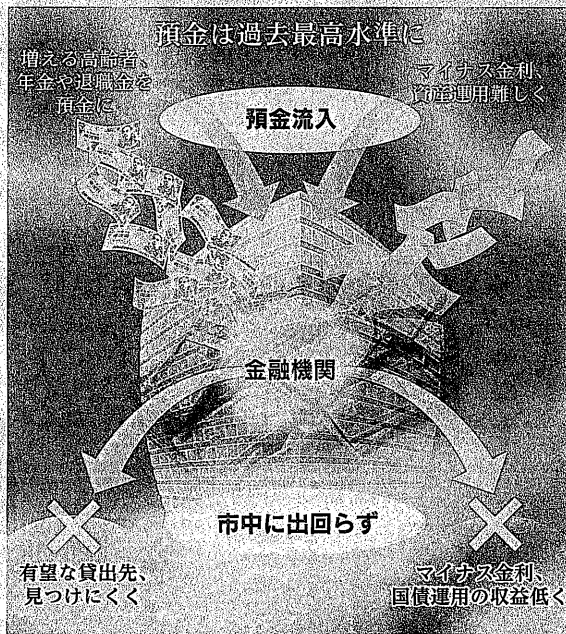 預金は過去最高水準に
増える高齢者、
年金や退職金を
預金に
マイナス金利、
資産運用難しく
預金流入
金融機関
市中に出回らず
有望な貸出先、
見つけにくく
マイナス金利、
国債運用の収益低く